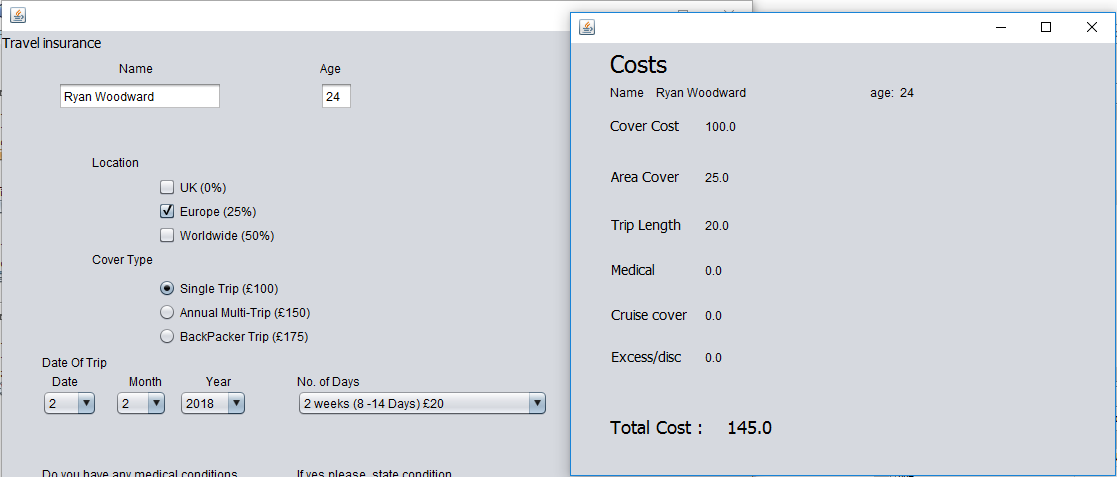 Travel insurance
Name Age
Ryan Woodward 24
Location
UK (0%)
Europe (25%)
Worldwide (50%)
Cover Type
Single Trip (£100)
Annual Multi-Trip (£150)
BackPacker Trip (£175)
Date Of Trip
Date Month Year No. of Days
2 2 2018 2 weeks (8 -14 Days) £20
Do you have any medical conditions If yes please, state condition
Costs
Name Ryan Woodward age: 24
Cover Cost 100.0
Area Cover 25.0
Trip Length 20.0
Medical 0.0
Cruise cover 0.0
Excess/disc 0.0
Total Cost : 145.0